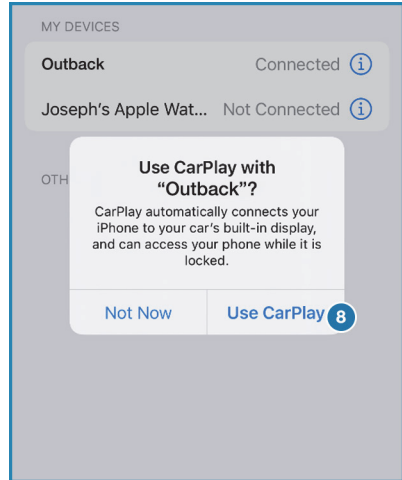 MY DEVICES
Outback Connected
Joseph's Apple Wat... Not Connected
OTH
Use CarPlay with
“Outback”?
CarPlay automatically connects your
iPhone to your car's built-in display,
and can access your phone while it is
locked.
Not Now Use CarPlay 8